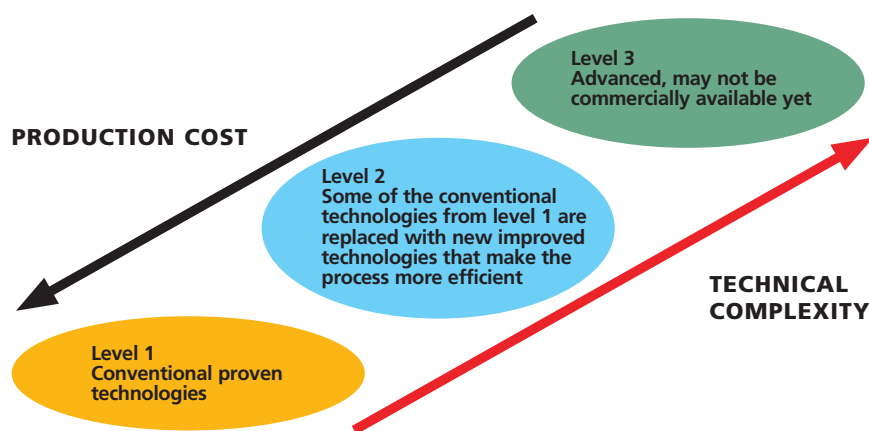 Level 3
Advanced, may not be
commercially available yet
PRODUCTION COST
Level 2
Some of the conventional
technologies from level 1 are
replaced with new improved
technologies that make the
process more efficient
TECHNICAL
COMPLEXITY
Level 1
Conventional proven
technologies